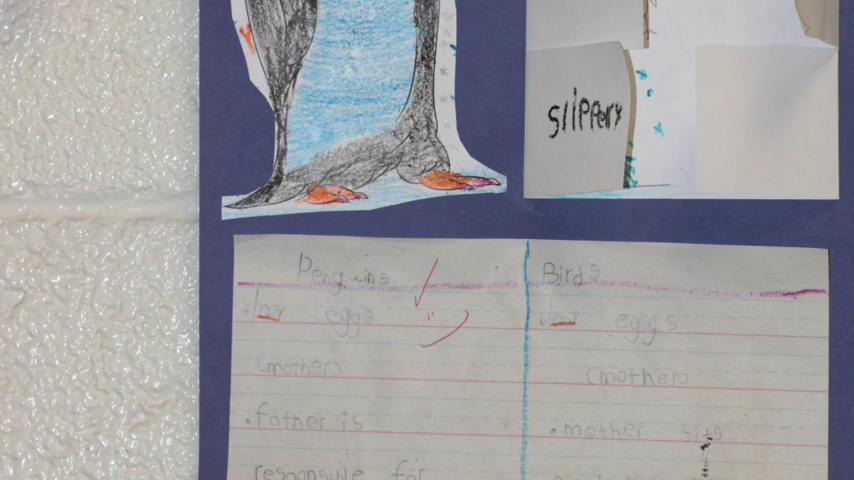 slippery
Penguins Birds
. lay eggs . lay eggs
(mother) (mother)
. father is . mother sits
responsible for